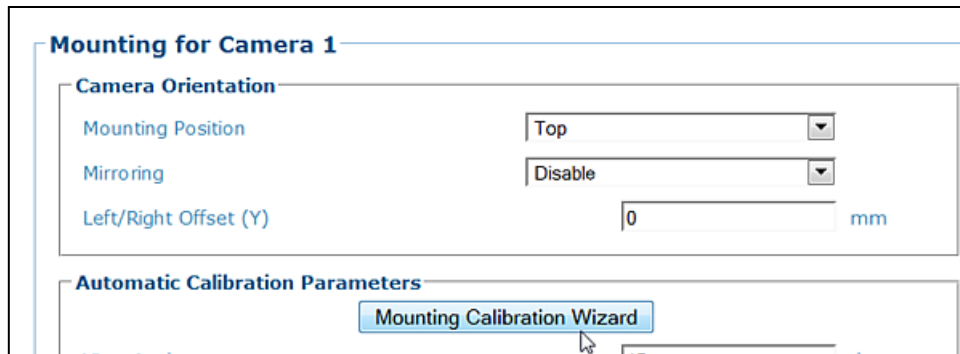 Mounting for Camera 1
Camera Orientation
Mounting Position Top
Mirroring Disable
Left/Right Offset (Y) 0 mm
Automatic Calibration Parameters
Mounting Calibration Wizard